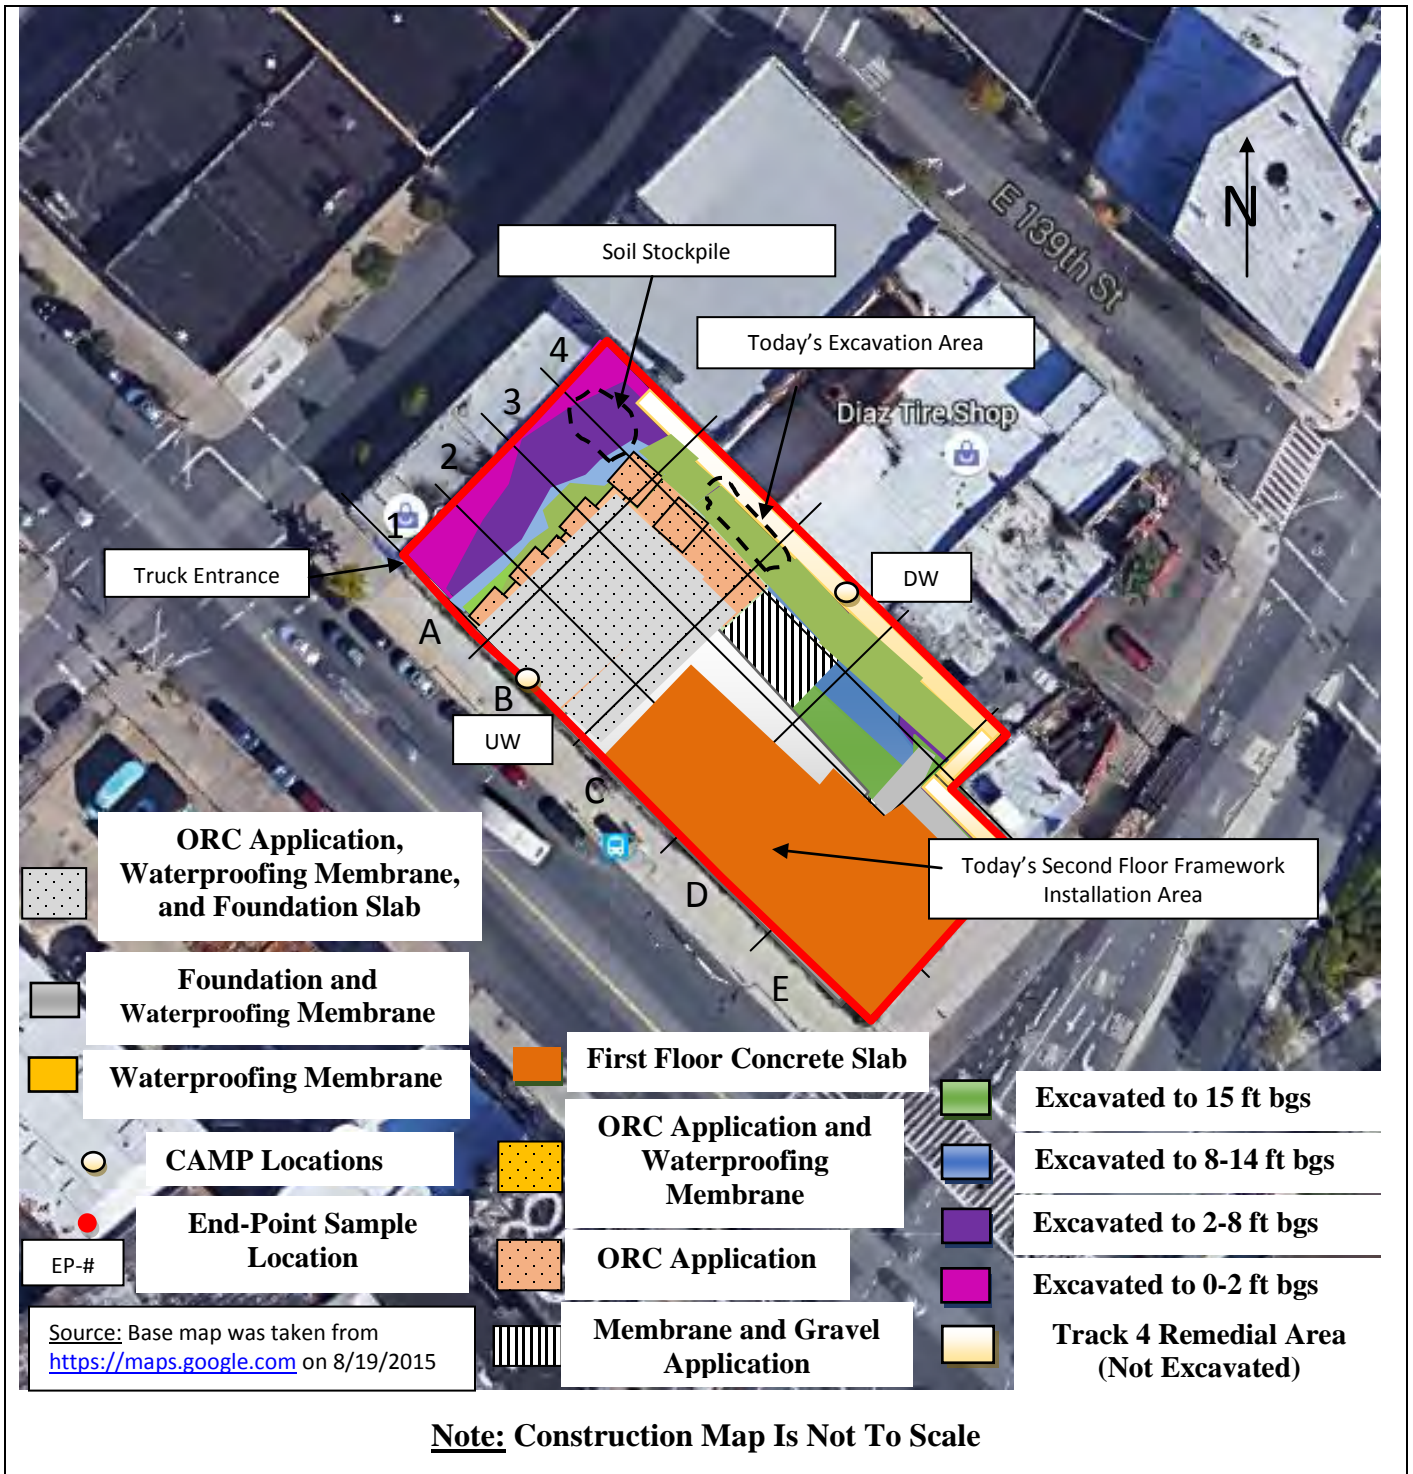 N
E 139th St
Soil Stockpile
Today's Excavation Area
Diaz Tire Shop
4
3
2
1
Truck Entrance
DW
A
B
UW
C
D
E
Today's Second Floor Framework
Installation Area
ORC Application,
Waterproofing Membrane,
and Foundation Slab
Foundation and
Waterproofing Membrane
Waterproofing Membrane
CAMP Locations
End-Point Sample
Location
EP-#
Source: Base map was taken from
https://maps.google.com on 8/19/2015
First Floor Concrete Slab
ORC Application and
Waterproofing
Membrane
ORC Application
Membrane and Gravel
Application
Excavated to 15 ft bgs
Excavated to 8-14 ft bgs
Excavated to 2-8 ft bgs
Excavated to 0-2 ft bgs
Track 4 Remedial Area
(Not Excavated)
Note: Construction Map Is Not To Scale